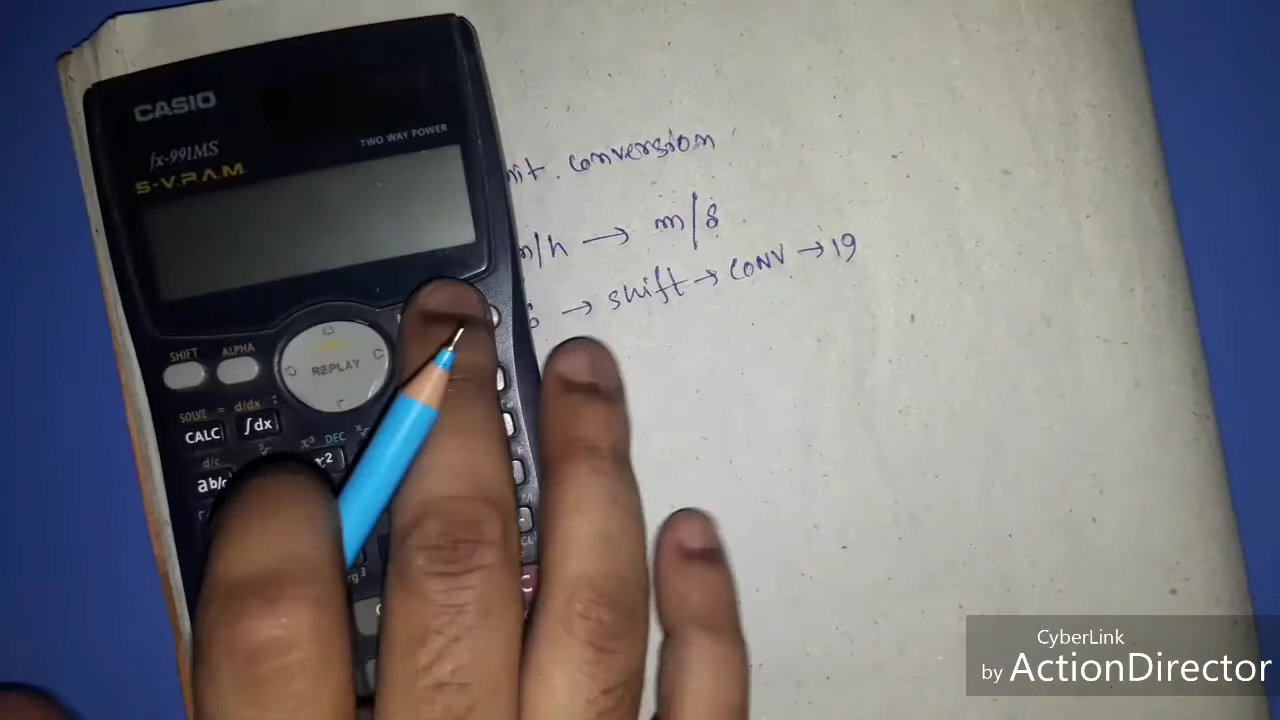 CASIO
fx-991MS
TWO WAY POWER
S-V.P.A.M.
nit. conversion
m/h → m/s
→ shift → CONV → 19
SHIFT ALPHA
REPLAY
SOLVE = d/dx :
CALC ∫dx
d/c x³ DEC
ab/c x²
CyberLink
by ActionDirector